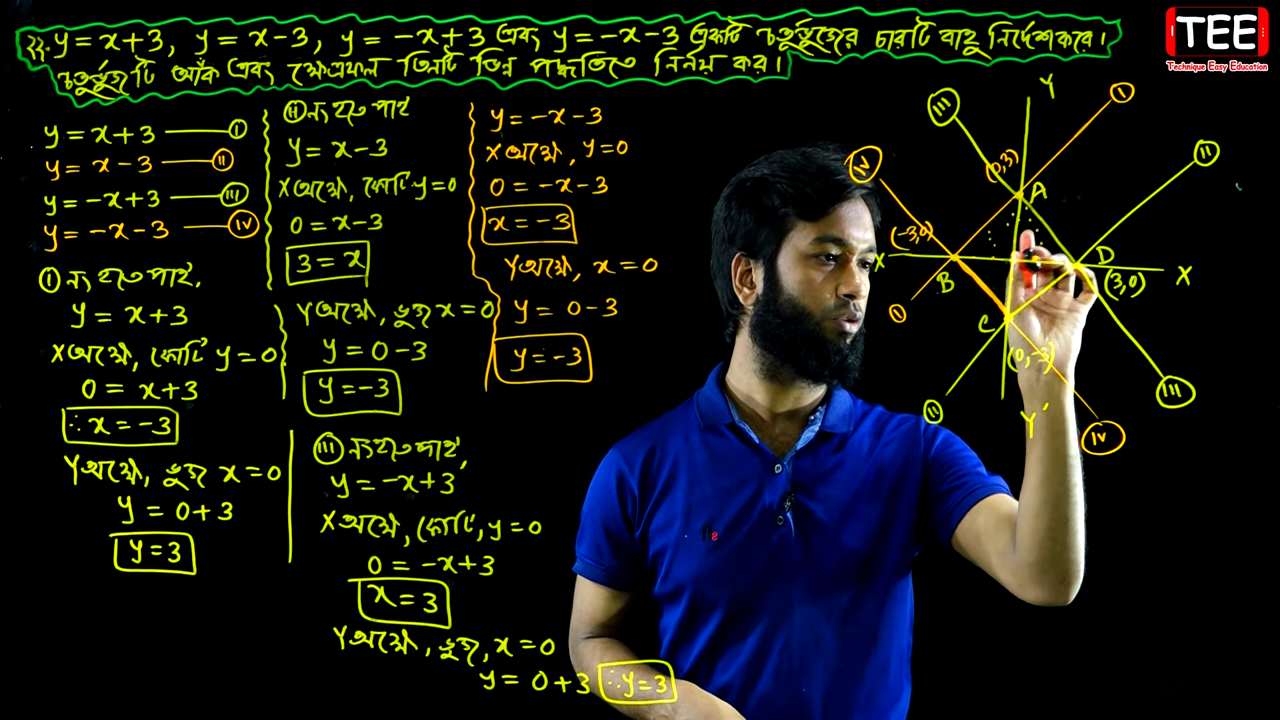 ২২. y = x+3, y = x-3, y = -x+3 এবং y = -x-3 একটি চতুর্ভুজের চারটি বাহু নির্দেশ করে।
চতুর্ভুজটি আঁক এবং ক্ষেত্রফল তিনটি ভিন্ন পদ্ধতিতে নির্ণয় কর।
TEE
Technique Easy Education
y = x+3 — i
y = x-3 — ii
y = -x+3 — iii
y = -x-3 — iv
i নং হতে পাই,
y = x+3
X অক্ষে, কোটি y = 0
0 = x+3
∴ x = -3
Y অক্ষে, ভুজ x = 0
y = 0+3
y = 3
ii নং হতে পাই
y = x-3
X অক্ষে, কোটি y = 0
0 = x-3
3 = x
Y অক্ষে, ভুজ x = 0
y = 0-3
y = -3
iii নং হতে পাই,
y = -x+3
X অক্ষে, কোটি, y = 0
0 = -x+3
x = 3
Y অক্ষে, ভুজ, x = 0
y = 0+3 ∴ y = 3
y = -x-3
X অক্ষে, y = 0
0 = -x-3
x = -3
Y অক্ষে, x = 0
y = 0-3
y = -3
Y
iii
i
ii
iv
(0,3)
A
(-3,0)
X
B
D
X
(3,0)
i
C
(0,-3)
iii
ii
Y′
iv